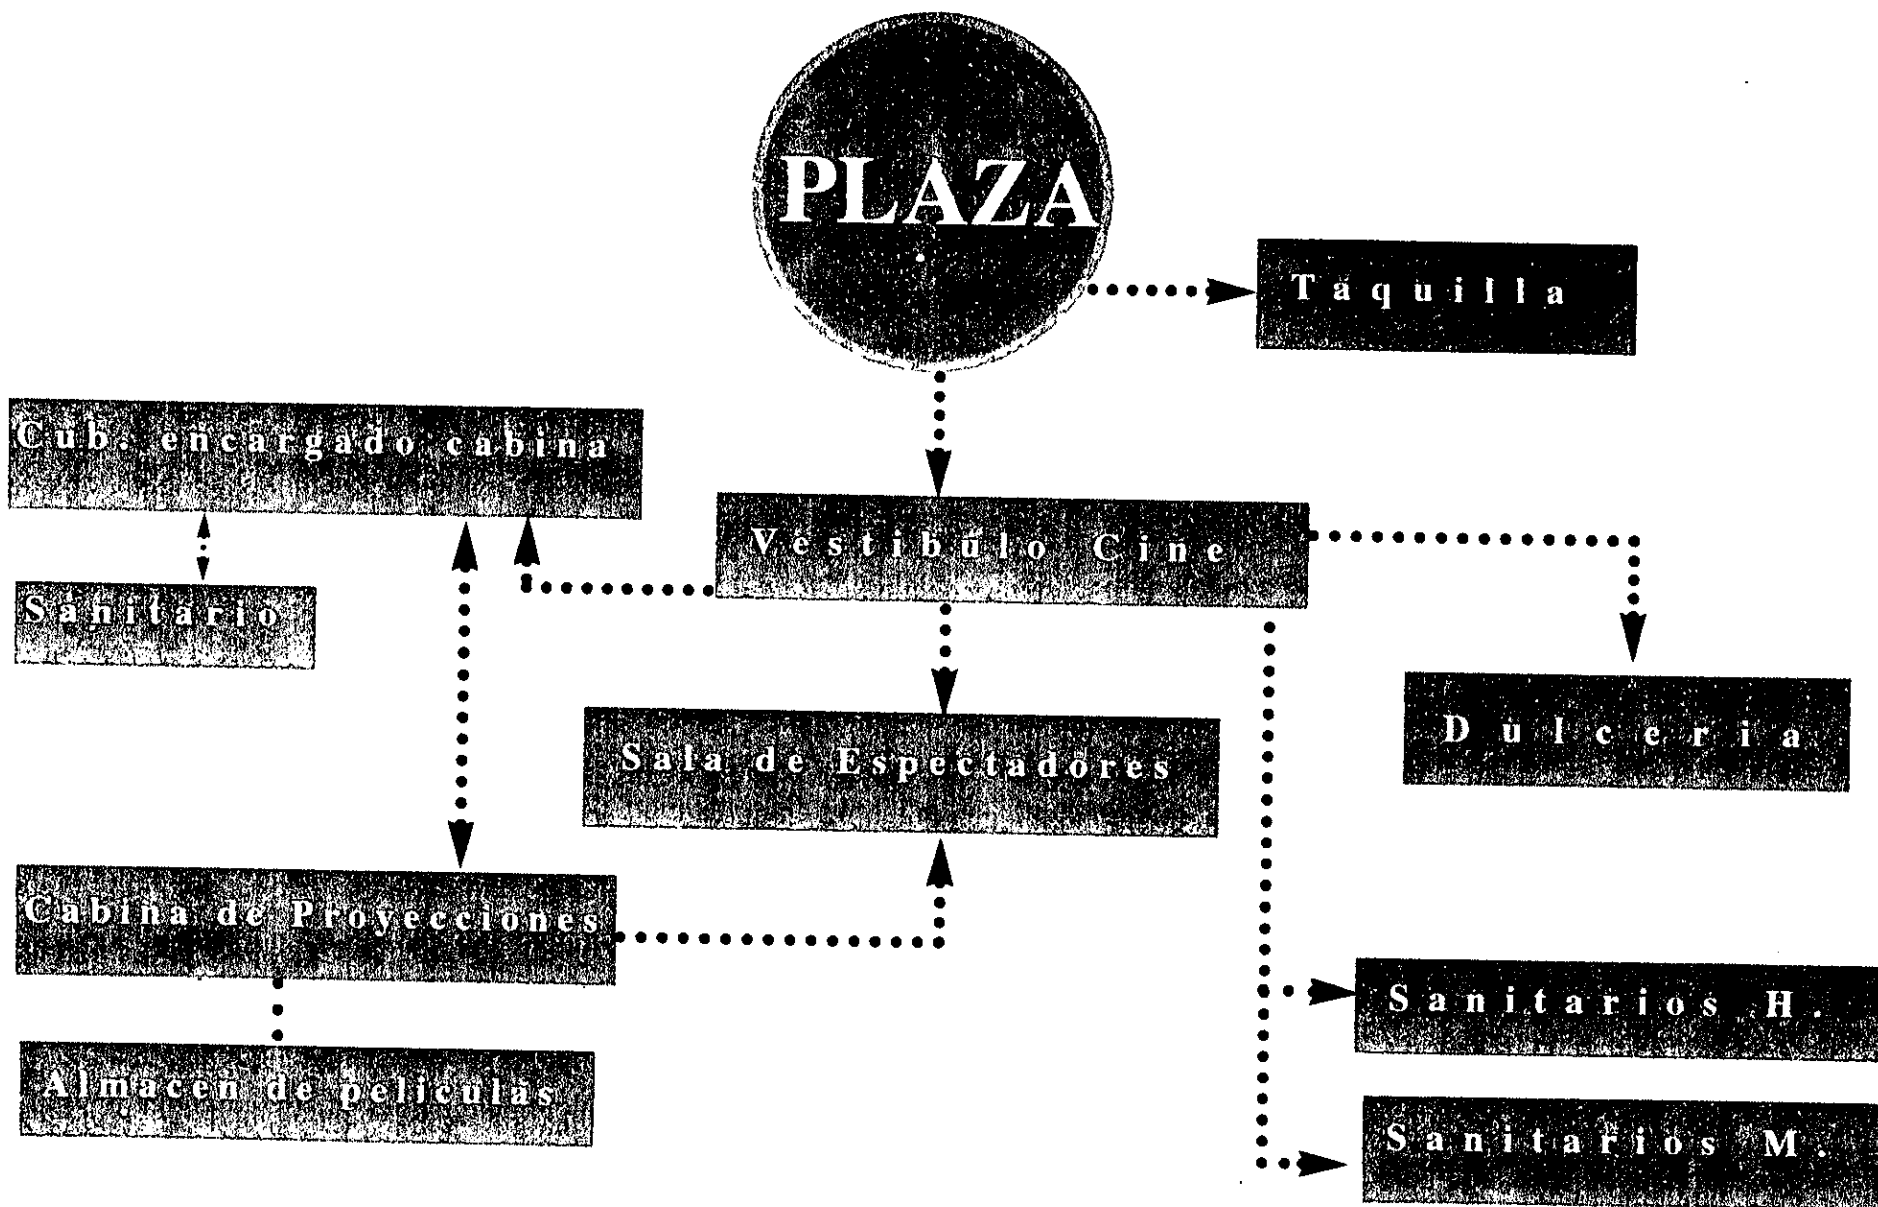 PLAZA
Taquilla
Cub. encargado cabina
Vestibulo Cine
Sanitario
Sala de Espectadores
Dulceria
Cabina de Proyecciones
Sanitarios H.
Almacen de peliculas
Sanitarios M.